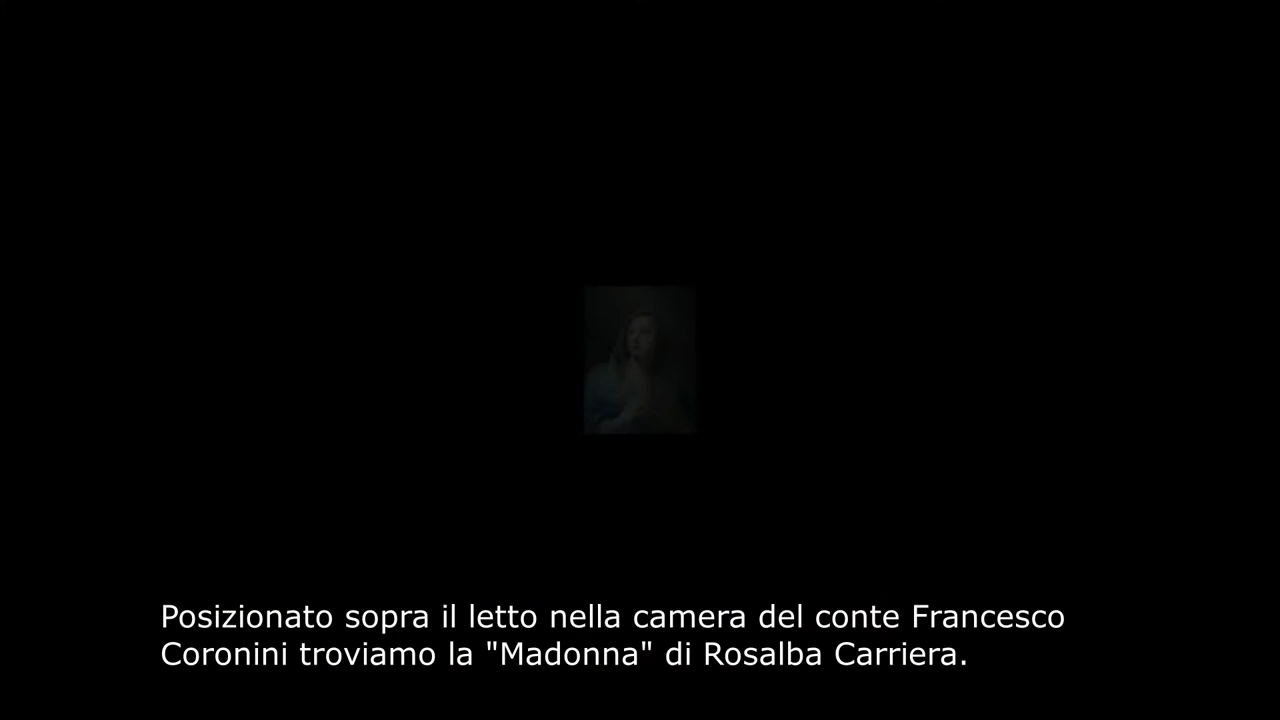 Posizionato sopra il letto nella camera del conte Francesco
Coronini troviamo la "Madonna" di Rosalba Carriera.